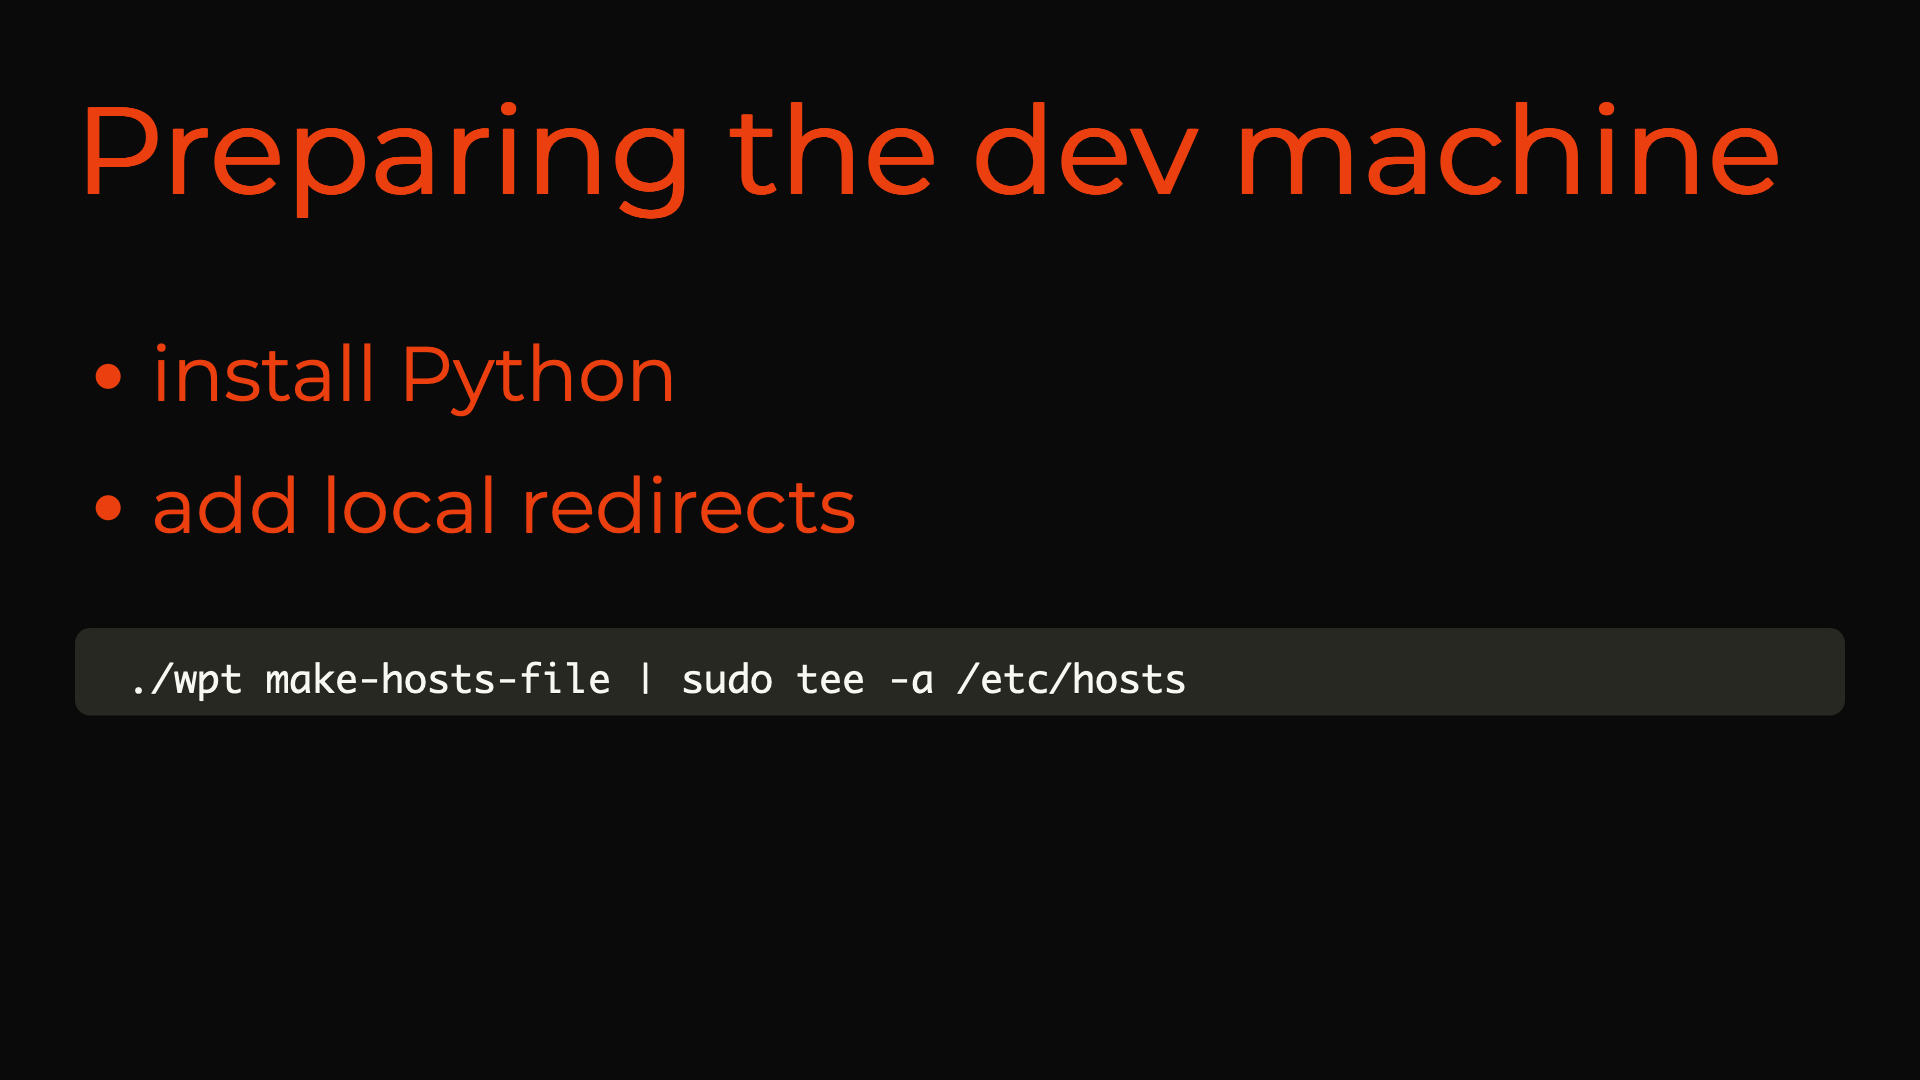 Preparing the dev machine
• install Python
• add local redirects
./wpt make-hosts-file | sudo tee -a /etc/hosts